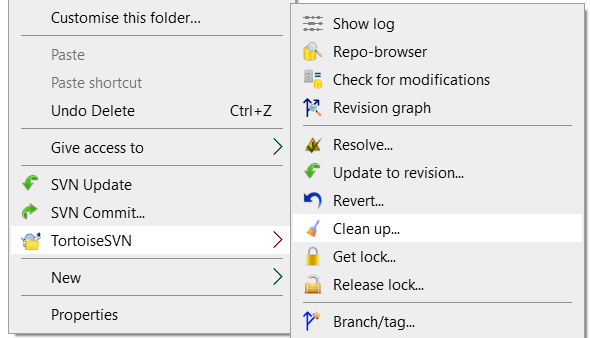 Customise this folder...
Paste
Paste shortcut
Undo Delete Ctrl+Z
Give access to
SVN Update
SVN Commit...
TortoiseSVN
New
Properties
Show log
Repo-browser
Check for modifications
Revision graph
Resolve...
Update to revision...
Revert...
Clean up...
Get lock...
Release lock...
Branch/tag...